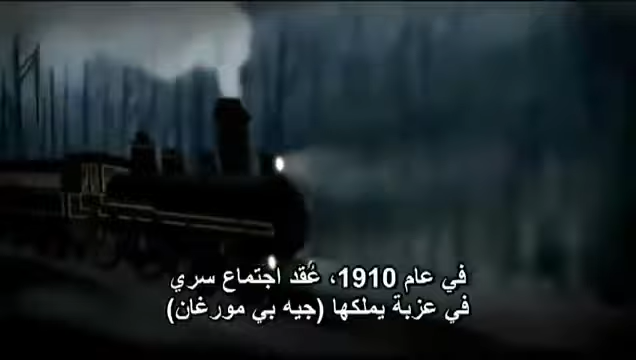 في عام 1910، عُقد اجتماع سري
في عزبة يملكها (جيه بي مورغان)